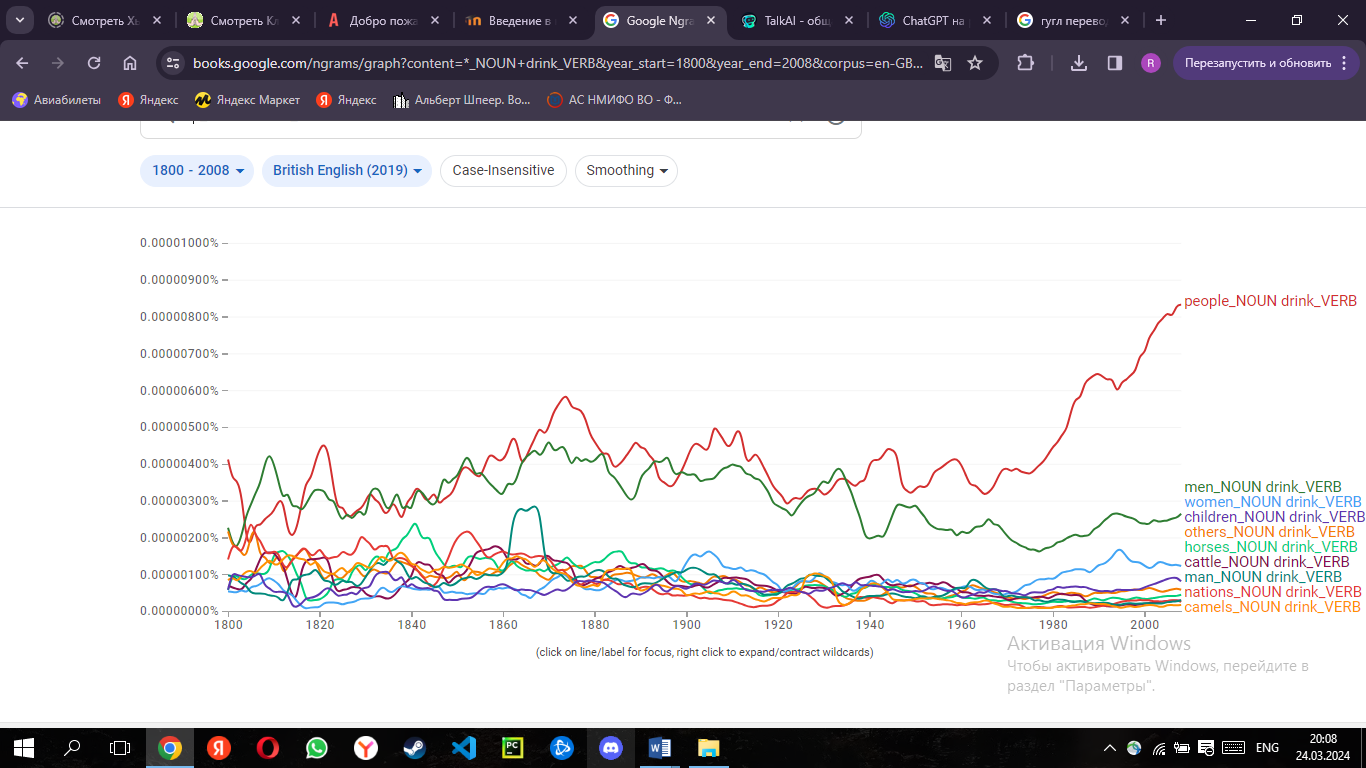 Смотреть Хы
Смотреть Кл
Добро пожа
Введение в
Google Ngra
TalkAI - общ
ChatGPT на
гугл перево
books.google.com/ngrams/graph?content=*_NOUN+drink_VERB&year_start=1800&year_end=2008&corpus=en-GB...
R
Перезапустить и обновить
Авиабилеты
Яндекс
Яндекс Маркет
Яндекс
Альберт Шпеер. Во...
АС НМИФО ВО - Ф...
1800 - 2008
British English (2019)
Case-Insensitive
Smoothing
0.00001000%
0.00000900%
0.00000800%
0.00000700%
0.00000600%
0.00000500%
0.00000400%
0.00000300%
0.00000200%
0.00000100%
0.00000000%
people_NOUN drink_VERB
men_NOUN drink_VERB
women_NOUN drink_VERB
children_NOUN drink_VERB
others_NOUN drink_VERB
horses_NOUN drink_VERB
cattle_NOUN drink_VERB
man_NOUN drink_VERB
nations_NOUN drink_VERB
camels_NOUN drink_VERB
1800 1820 1840 1860 1880 1900 1920 1940 1960 1980 2000
(click on line/label for focus, right click to expand/contract wildcards)
Активация Windows
Чтобы активировать Windows, перейдите в
раздел "Параметры".
ENG
20:08
24.03.2024